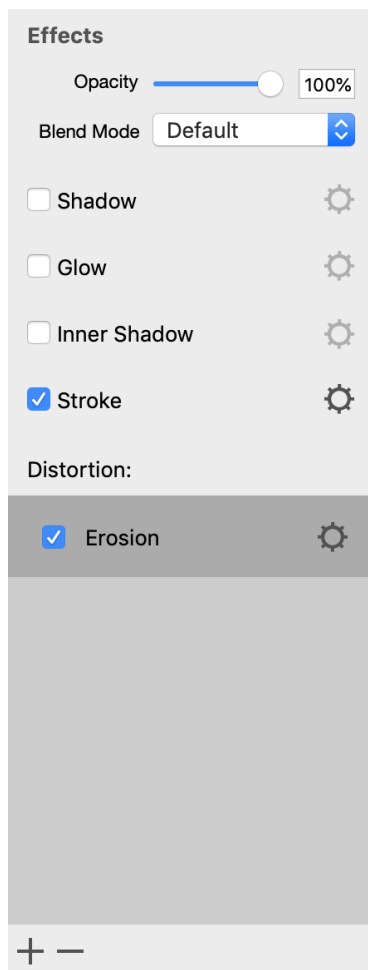 Effects
Opacity 100%
Blend Mode Default
Shadow
Glow
Inner Shadow
Stroke
Distortion:
Erosion